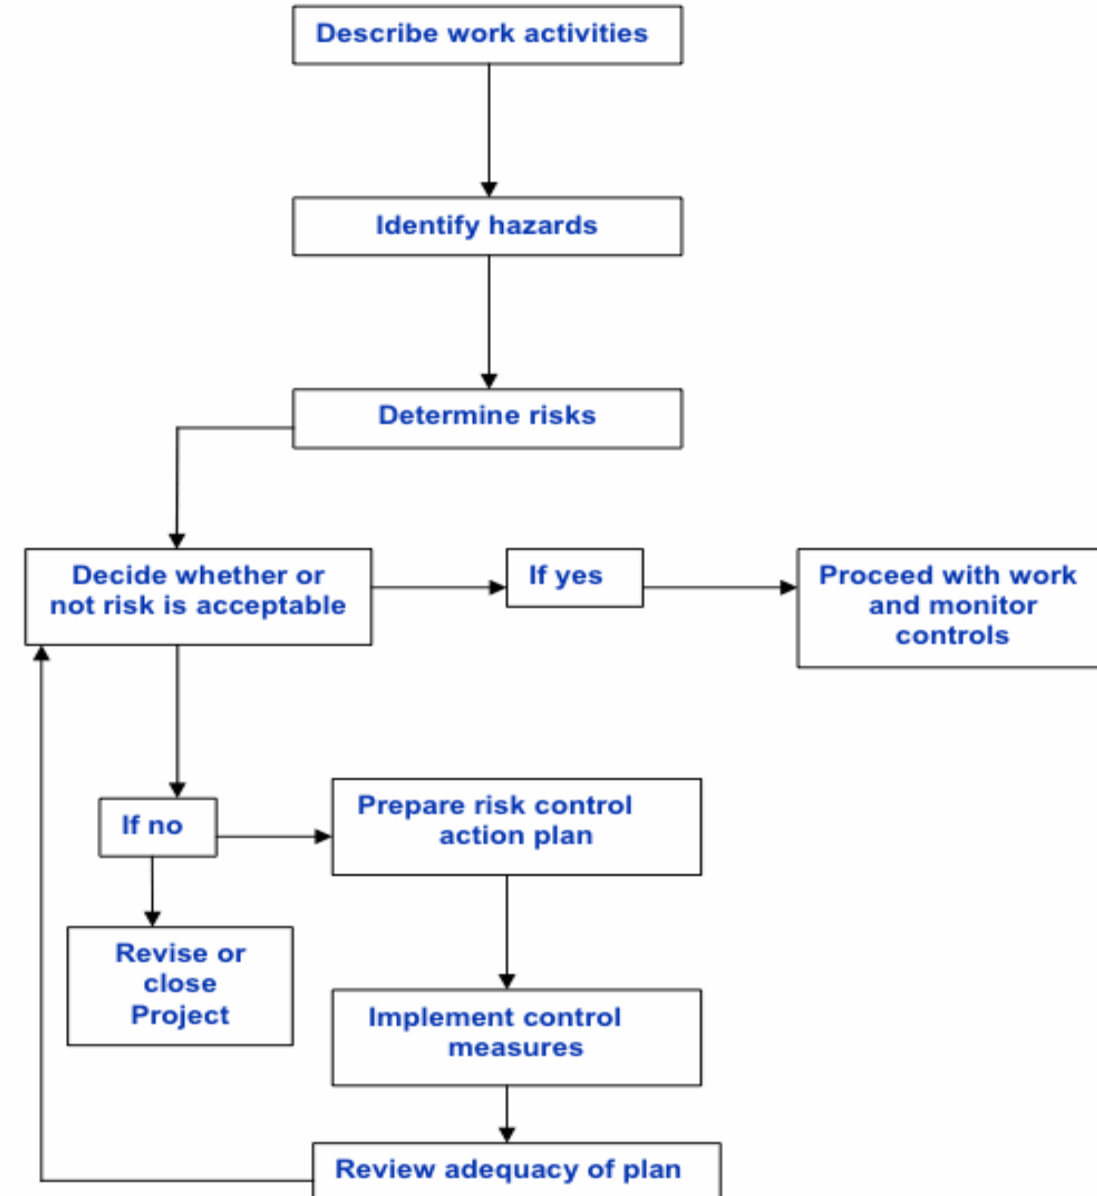 Describe work activities
Identify hazards
Determine risks
Decide whether or
not risk is acceptable
If yes
Proceed with work
and monitor
controls
If no
Prepare risk control
action plan
Revise or
close
Project
Implement control
measures
Review adequacy of plan